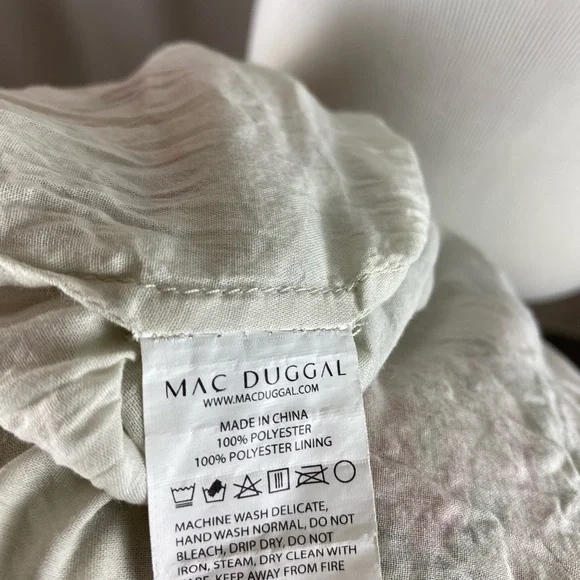 MAC DUGGAL
WWW.MACDUGGAL.COM
MADE IN CHINA
100% POLYESTER
100% POLYESTER LINING
MACHINE WASH DELICATE,
HAND WASH NORMAL, DO NOT
BLEACH, DRIP DRY, DO NOT
IRON, STEAM, DRY CLEAN WITH
CARE, KEEP AWAY FROM FIRE